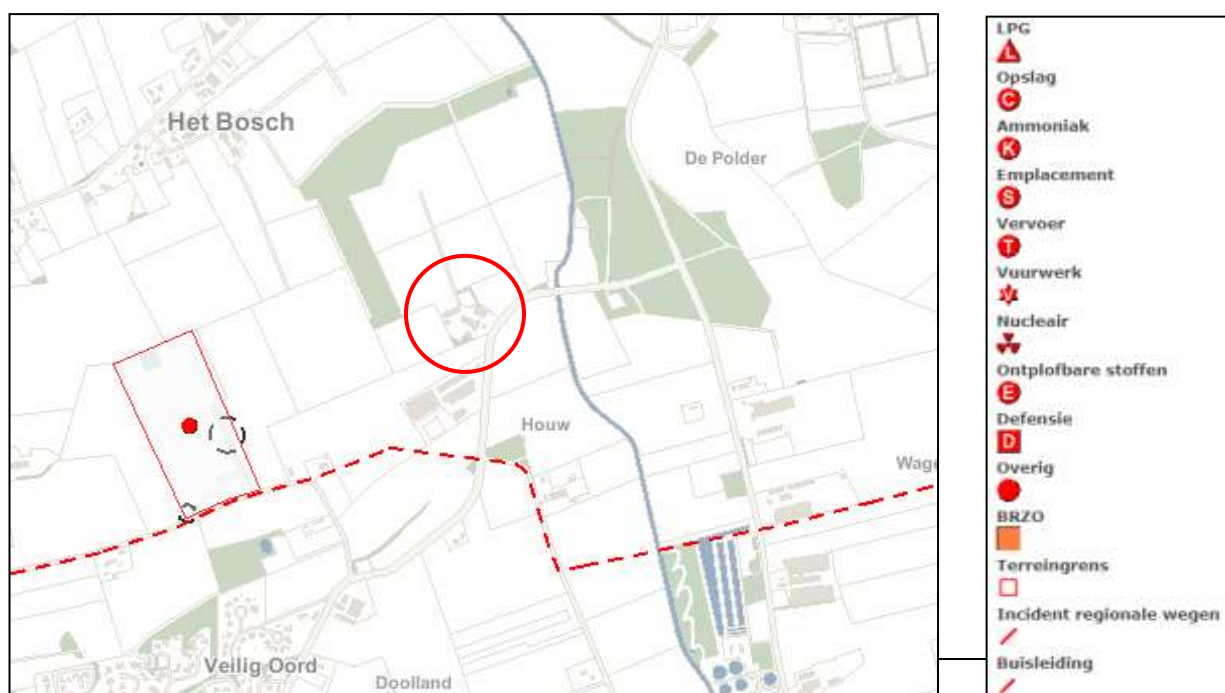 Het Bosch
De Polder
Houw
Wage
Veilig Oord
Doolland
LPG
L
Opslag
C
Ammoniak
K
Emplacement
S
Vervoer
T
Vuurwerk
V
Nucleair
Ontplofbare stoffen
E
Defensie
D
Overig
BRZO
Terreingrens
Incident regionale wegen
Buisleiding